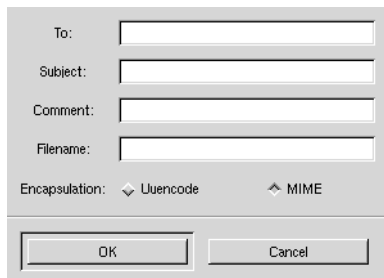 To:
Subject:
Comment:
Filename:
Encapsulation: Uuencode MIME
OK Cancel